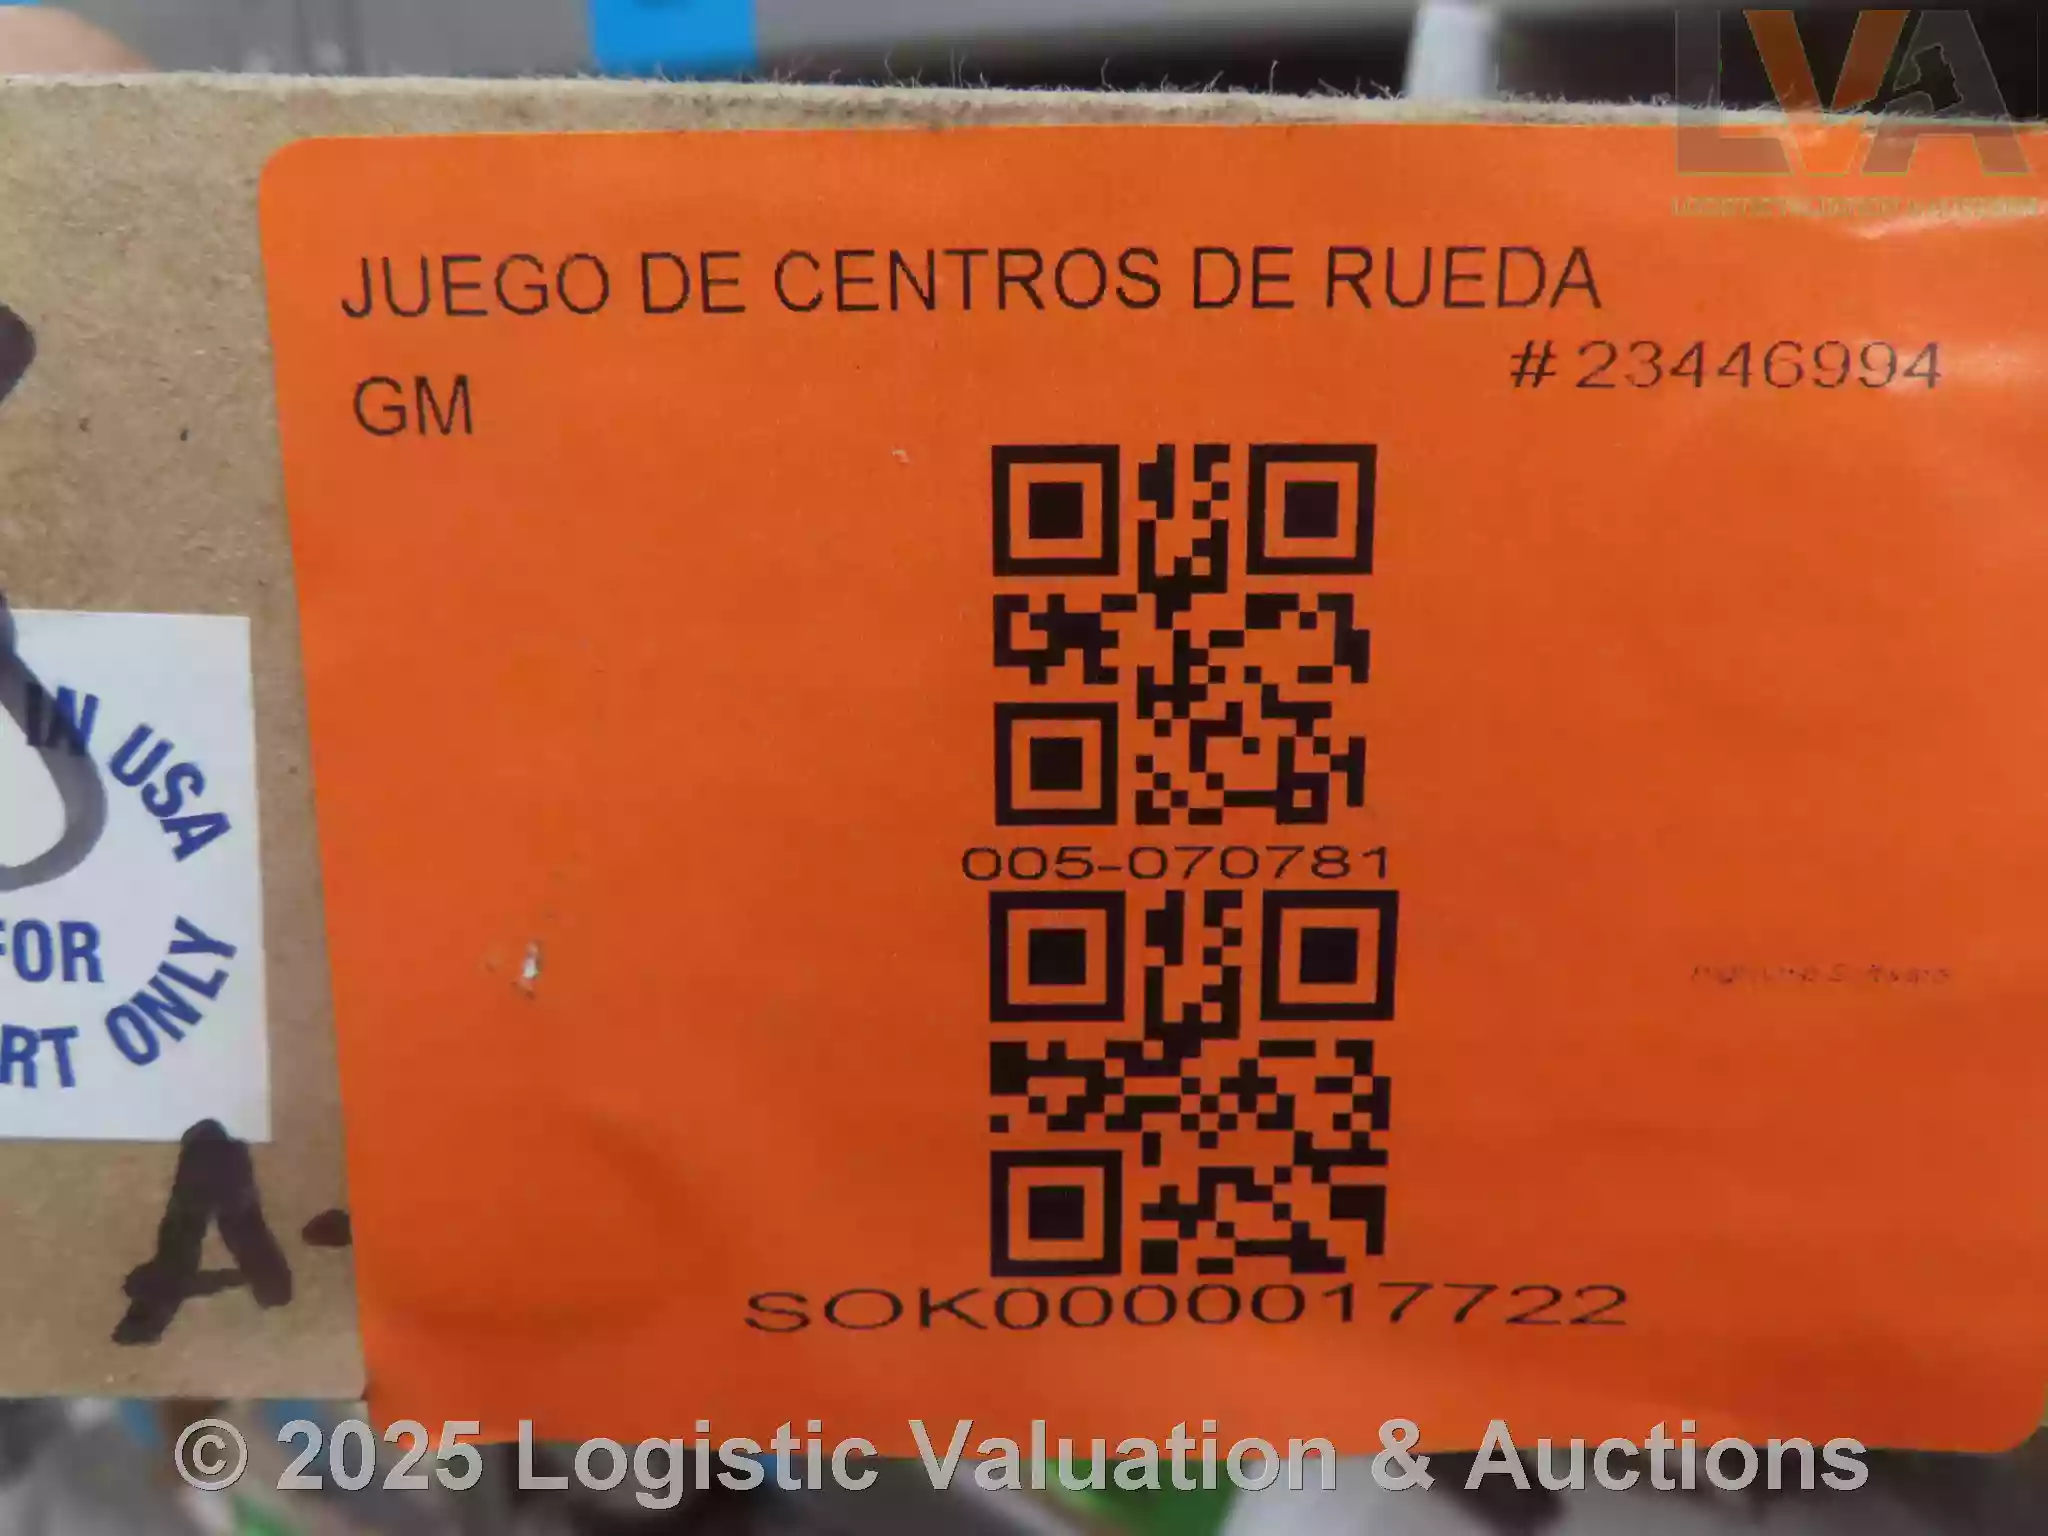 LVA
JUEGO DE CENTROS DE RUEDA
# 23446994
GM
005-070781
IN USA
FOR
RT ONLY
SOK0000017722
A
© 2025 Logistic Valuation & Auctions